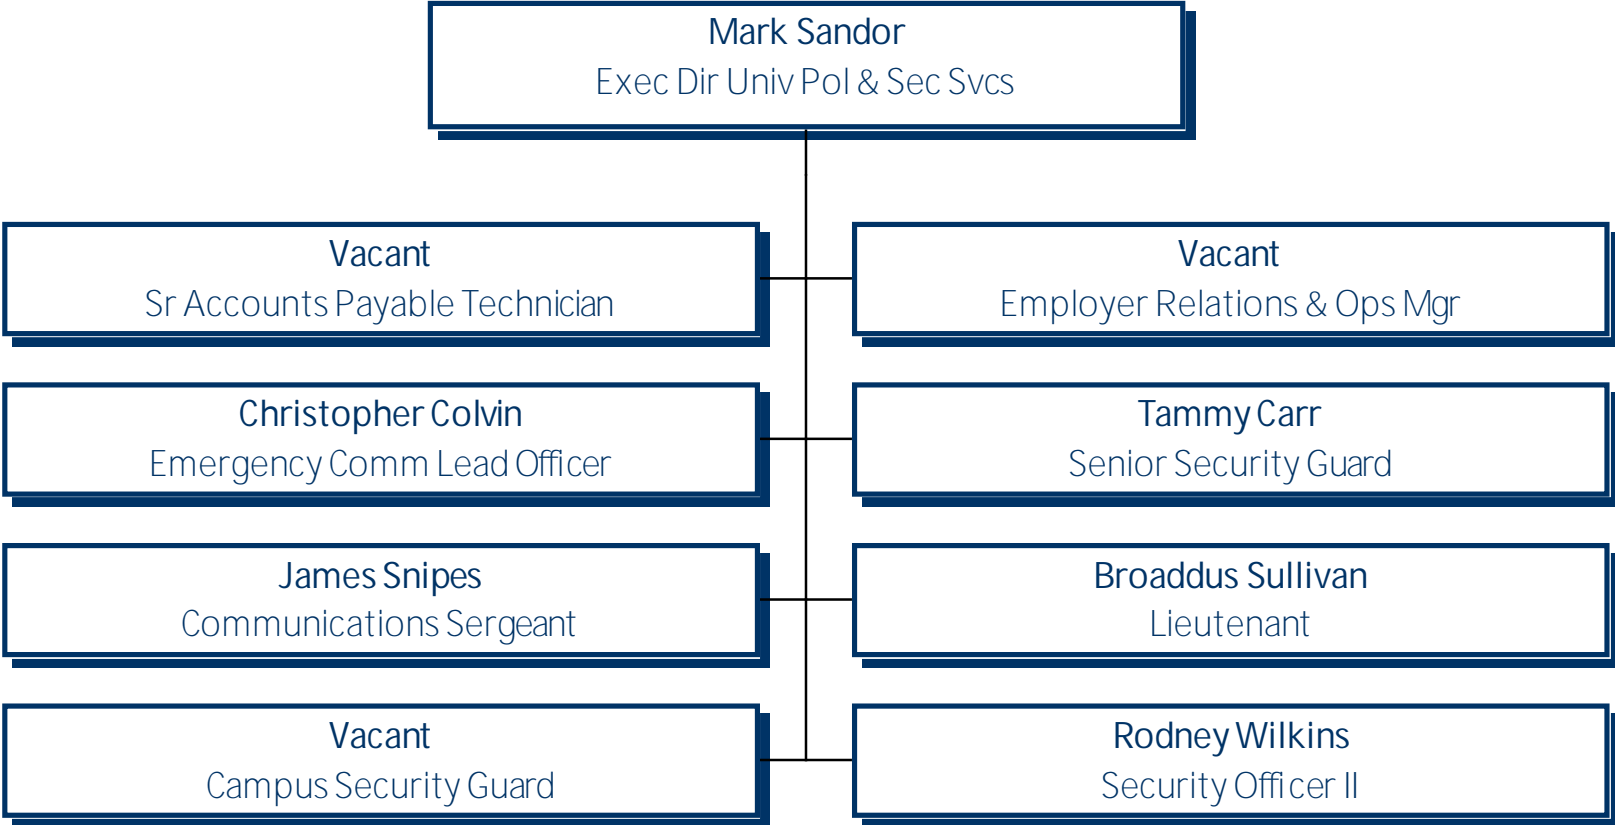 Mark Sandor
Exec Dir Univ Pol & Sec Svcs
Vacant
Sr Accounts Payable Technician
Vacant
Employer Relations & Ops Mgr
Christopher Colvin
Emergency Comm Lead Officer
Tammy Carr
Senior Security Guard
James Snipes
Communications Sergeant
Broaddus Sullivan
Lieutenant
Vacant
Campus Security Guard
Rodney Wilkins
Security Officer II